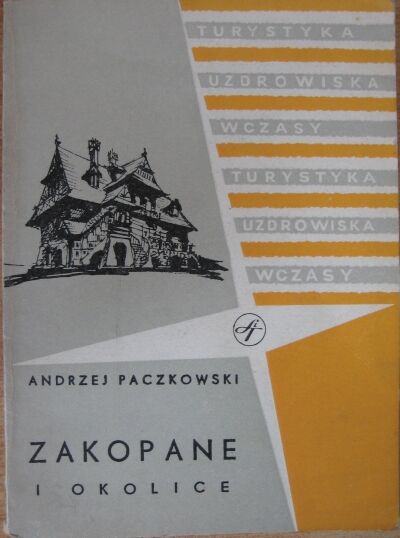 TURYSTYKA
UZDROWISKA
WCZASY
TURYSTYKA
UZDROWISKA
WCZASY
ANDRZEJ PACZKOWSKI
ZAKOPANE
I OKOLICE